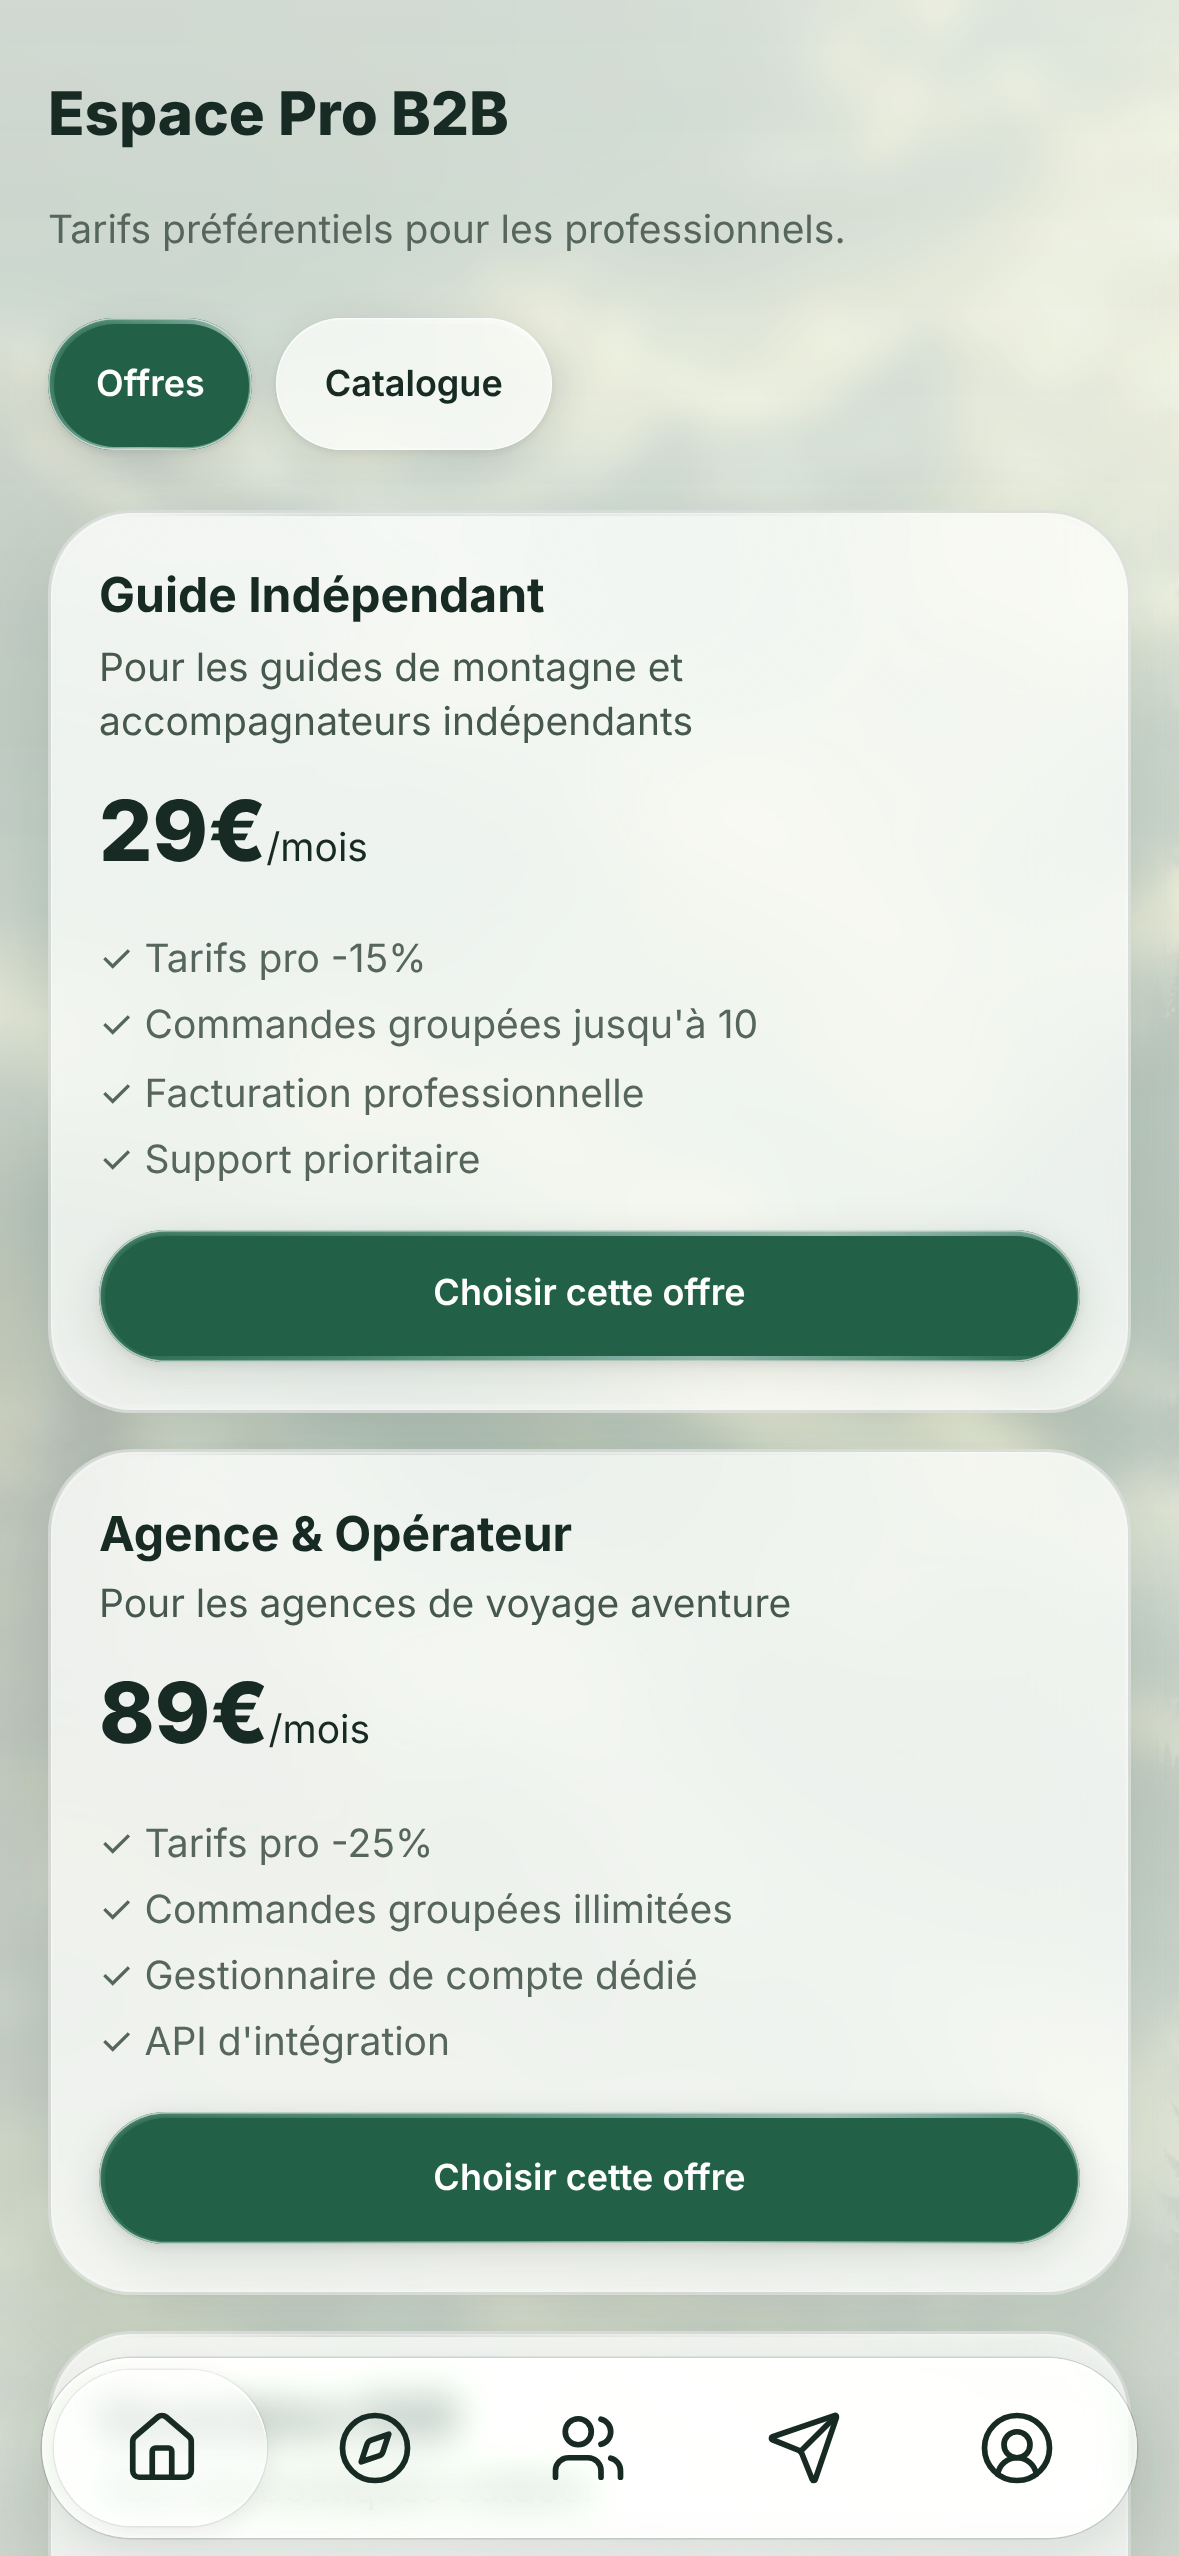 Espace Pro B2B
Tarifs préférentiels pour les professionnels.
Offres
Catalogue
Guide Indépendant
Pour les guides de montagne et
accompagnateurs indépendants
29€/mois
✓ Tarifs pro -15%
✓ Commandes groupées jusqu'à 10
✓ Facturation professionnelle
✓ Support prioritaire
Choisir cette offre
Agence & Opérateur
Pour les agences de voyage aventure
89€/mois
✓ Tarifs pro -25%
✓ Commandes groupées illimitées
✓ Gestionnaire de compte dédié
✓ API d'intégration
Choisir cette offre